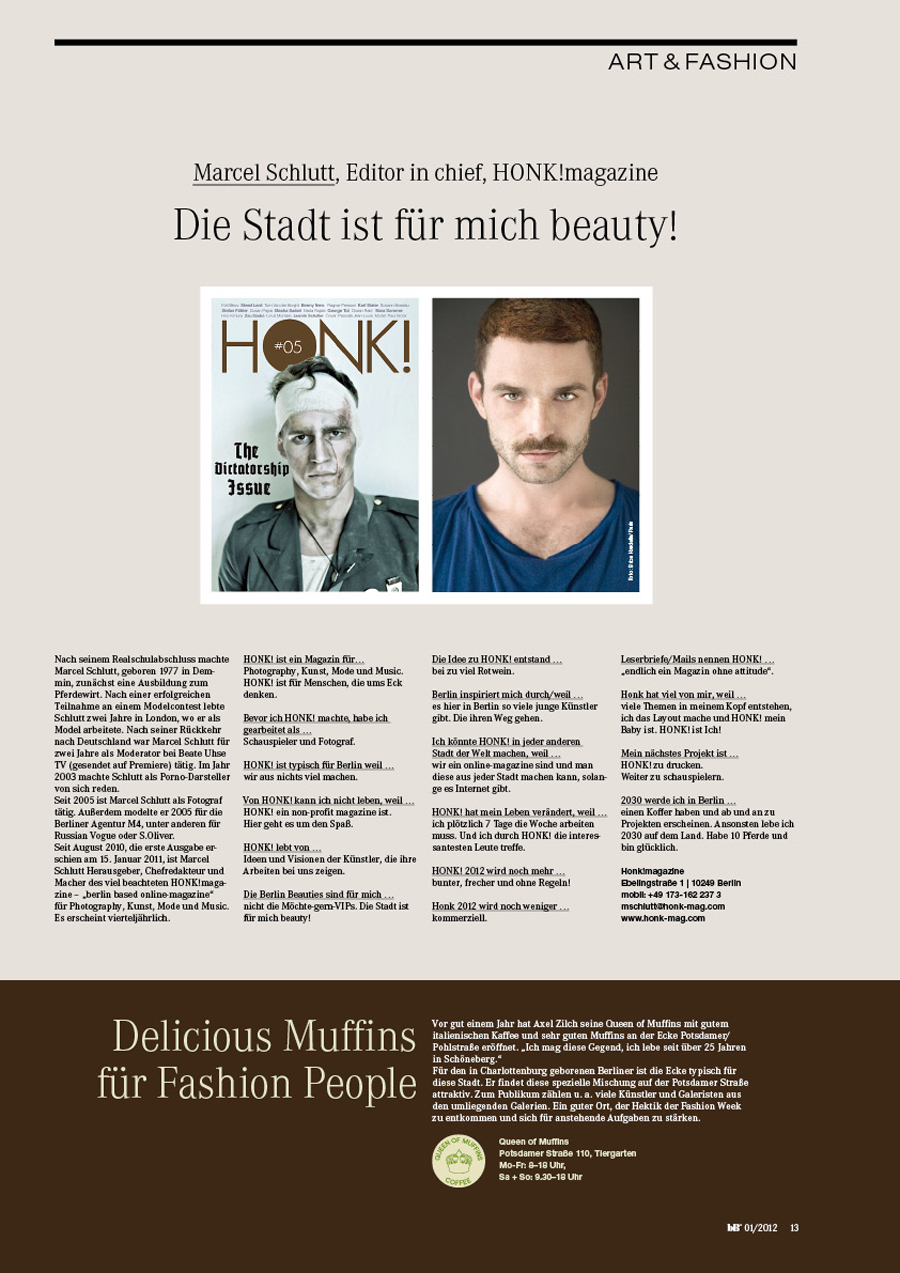 ART & FASHION
Marcel Schlutt, Editor in chief, HONK!magazine
Die Stadt ist für mich beauty!
HONK!
#05
The
Dictatorship
Issue
Nach seinem Realschulabschluss machte
Marcel Schlutt, geboren 1977 in Dem-
min, zunächst eine Ausbildung zum
Pferdewirt. Nach einer erfolgreichen
Teilnahme an einem Modelcontest lebte
Schlutt zwei Jahre in London, wo er als
Model arbeitete. Nach seiner Rückkehr
nach Deutschland war Marcel Schlutt für
zwei Jahre als Moderator bei Beate Uhse
TV (gesendet auf Premiere) tätig. Im Jahr
2003 machte Schlutt als Porno-Darsteller
von sich reden.
Seit 2005 ist Marcel Schlutt als Fotograf
tätig. Außerdem modelte er 2005 für die
Berliner Agentur M4, unter anderen für
Russian Vogue oder S.Oliver.
Seit August 2010, die erste Ausgabe er-
schien am 15. Januar 2011, ist Marcel
Schlutt Herausgeber, Chefredakteur und
Macher des viel beachteten HONK!maga-
zine – „berlin based online-magazine“
für Photography, Kunst, Mode und Music.
Es erscheint vierteljährlich.
HONK! ist ein Magazin für…
Photography, Kunst, Mode und Music.
HONK! ist für Menschen, die ums Eck
denken.
Bevor ich HONK! machte, habe ich
gearbeitet als …
Schauspieler und Fotograf.
HONK! ist typisch für Berlin weil …
wir aus nichts viel machen.
Von HONK! kann ich nicht leben, weil …
HONK! ein non-profit magazine ist.
Hier geht es um den Spaß.
HONK! lebt von …
Ideen und Visionen der Künstler, die ihre
Arbeiten bei uns zeigen.
Die Berlin Beauties sind für mich …
nicht die Möchte-gern-VIPs. Die Stadt ist
für mich beauty!
Die Idee zu HONK! entstand …
bei zu viel Rotwein.
Berlin inspiriert mich durch/weil …
es hier in Berlin so viele junge Künstler
gibt. Die ihren Weg gehen.
Ich könnte HONK! in jeder anderen
Stadt der Welt machen, weil …
wir ein online-magazine sind und man
diese aus jeder Stadt machen kann, solan-
ge es Internet gibt.
HONK! hat mein Leben verändert, weil …
ich plötzlich 7 Tage die Woche arbeiten
muss. Und ich durch HONK! die interes-
santesten Leute treffe.
HONK! 2012 wird noch mehr …
bunter, frecher und ohne Regeln!
Honk 2012 wird noch weniger …
kommerziell.
Leserbriefe/Mails nennen HONK! …
„endlich ein Magazin ohne attitude“.
Honk hat viel von mir, weil …
viele Themen in meinem Kopf entstehen,
ich das Layout mache und HONK! mein
Baby ist. HONK! ist Ich!
Mein nächstes Projekt ist …
HONK! zu drucken.
Weiter zu schauspielern.
2030 werde ich in Berlin …
einen Koffer haben und ab und an zu
Projekten erscheinen. Ansonsten lebe ich
2030 auf dem Land. Habe 10 Pferde und
bin glücklich.
Honk!magazine
Ebelingstraße 1 | 10249 Berlin
mobil: +49 173-162 237 3
mschlutt@honk-mag.com
www.honk-mag.com
Delicious Muffins
für Fashion People
Vor gut einem Jahr hat Axel Zilch seine Queen of Muffins mit gutem
italienischen Kaffee und sehr guten Muffins an der Ecke Potsdamer/
Pohlstraße eröffnet. „Ich mag diese Gegend, ich lebe seit über 25 Jahren
in Schöneberg.“
Für den in Charlottenburg geborenen Berliner ist die Ecke typisch für
diese Stadt. Er findet diese spezielle Mischung auf der Potsdamer Straße
attraktiv. Zum Publikum zählen u. a. viele Künstler und Galeristen aus
den umliegenden Galerien. Ein guter Ort, der Hektik der Fashion Week
zu entkommen und sich für anstehende Aufgaben zu stärken.
QUEEN OF MUFFINS
COFFEE
Queen of Muffins
Potsdamer Straße 110, Tiergarten
Mo-Fr: 8–18 Uhr,
Sa + So: 9.30–18 Uhr
01/2012 13